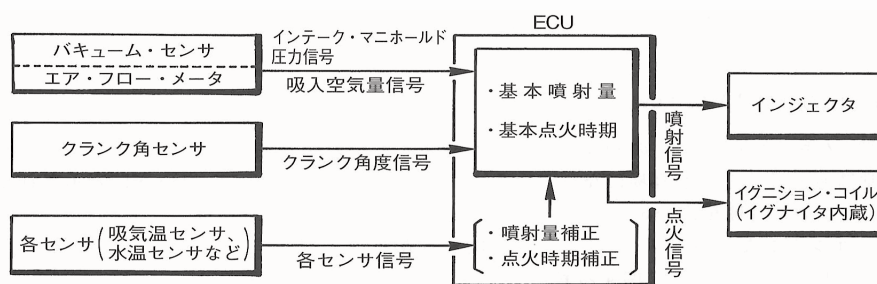 ECU
バキューム・センサ
エア・フロー・メータ
インテーク・マニホールド
圧力信号
吸入空気量信号
・基本噴射量
・基本点火時期
インジェクタ
噴射信号
クランク角センサ
クランク角度信号
イグニション・コイル
(イグナイタ内蔵)
点火信号
各センサ(吸気温センサ、
水温センサなど)
各センサ信号
・噴射量補正
・点火時期補正